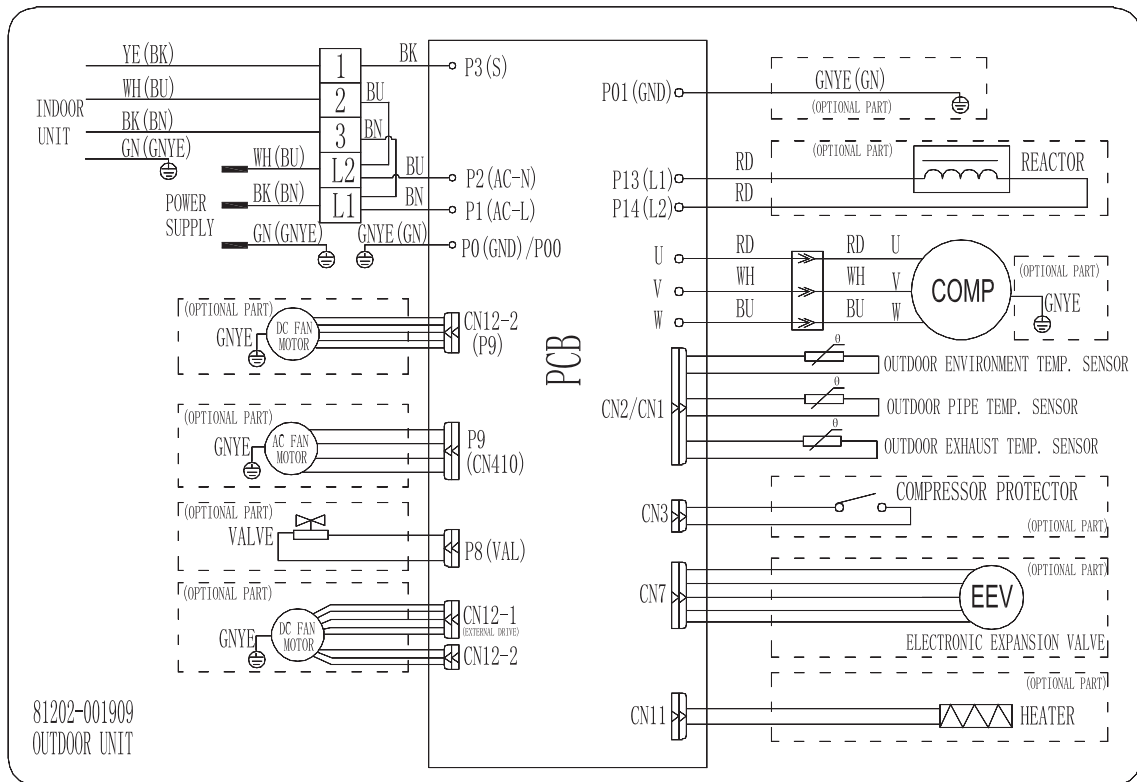 YE(BK)
1
BK
P3(S)
WH(BU)
2
BU
INDOOR
UNIT
BK(BN)
3
BN
GN(GNYE)
WH(BU)
L2
BU
P2(AC-N)
POWER
SUPPLY
BK(BN)
L1
BN
P1(AC-L)
GN(GNYE)
GNYE(GN)
P0(GND)/P00
(OPTIONAL PART)
GNYE
DC FAN
MOTOR
CN12-2
(P9)
(OPTIONAL PART)
GNYE
AC FAN
MOTOR
P9
(CN410)
(OPTIONAL PART)
VALVE
P8(VAL)
(OPTIONAL PART)
GNYE
DC FAN
MOTOR
CN12-1
(EXTERNAL DRIVE)
CN12-2
81202-001909
OUTDOOR UNIT
PCB
P01(GND)
GNYE(GN)
(OPTIONAL PART)
(OPTIONAL PART)
REACTOR
P13(L1)
RD
P14(L2)
RD
U
RD
RD
U
V
WH
WH
V
W
BU
BU
W
COMP
(OPTIONAL PART)
GNYE
CN2/CN1
θ
OUTDOOR ENVIRONMENT TEMP. SENSOR
θ
OUTDOOR PIPE TEMP. SENSOR
θ
OUTDOOR EXHAUST TEMP. SENSOR
CN3
COMPRESSOR PROTECTOR
(OPTIONAL PART)
CN7
(OPTIONAL PART)
EEV
ELECTRONIC EXPANSION VALVE
(OPTIONAL PART)
CN11
HEATER